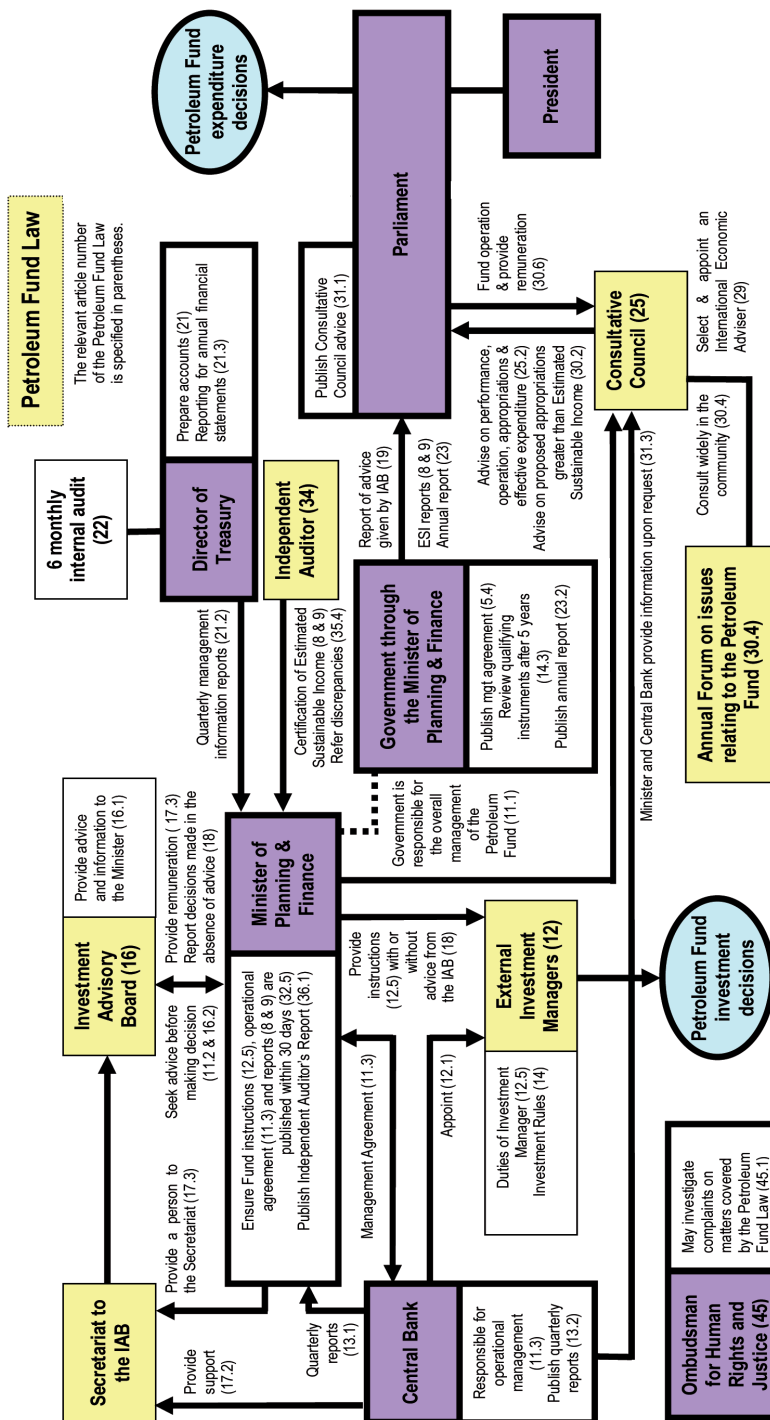 Petroleum Fund Law
The relevant article number
of the Petroleum Fund Law
is specified in parentheses.
Secretariat to
the IAB
Investment
Advisory
Board (16)
Provide advice
and information to
the Minister (16.1)
6 monthly
internal audit
(22)
Petroleum Fund
expenditure
decisions
Provide
support
(17.2)
Provide a person to
the Secretariat (17.3)
Seek advice before
making decision
(11.2 & 16.2)
Provide remuneration ( 17.3)
Report decisions made in the
absence of advice (18)
Quarterly management
information reports (21.2)
Director of
Treasury
Prepare accounts (21)
Reporting for annual financial
statements (21.3)
Quarterly
reports
(13.1)
Ensure Fund instructions (12.5), operational
agreement (11.3) and reports (8 & 9) are
published within 30 days (32.5)
Publish Independent Auditor's Report (36.1)
Minister of
Planning &
Finance
Certification of Estimated
Sustainable Income (8 & 9)
Refer discrepancies (35.4)
Independent
Auditor (34)
Management Agreement (11.3)
Government is
responsible for
the overall
management
of the
Petroleum
Fund (11.1)
Government through
the Minister of
Planning & Finance
Publish mgt agreement (5.4)
Review qualifying
instruments after 5 years
(14.3)
Publish annual report (23.2)
Report of advice
given by IAB (19)
ESI reports (8 & 9)
Annual report (23)
Publish Consultative
Council advice (31.1)
Parliament
President
Central Bank
Responsible for
operational
management
(11.3)
Publish quarterly
reports (13.2)
Appoint (12.1)
Provide
instructions
(12.5) with or
without
advice from
the IAB (18)
Duties of Investment
Manager (12.5)
Investment Rules (14)
External
Investment
Managers (12)
Advise on performance,
operation, appropriations &
effective expenditure (25.2)
Advise on proposed appropriations
greater than Estimated
Sustainable Income (30.2)
Fund operation
& provide
remuneration
(30.6)
Minister and Central Bank provide information upon request (31.3)
Consultative
Council (25)
Consult widely in the
community (30.4)
Select & appoint an
International Economic
Adviser (29)
Ombudsman
for Human
Rights and
Justice (45)
May investigate
complaints on
matters covered
by the Petroleum
Fund Law (45.1)
Petroleum Fund
investment
decisions
Annual Forum on issues
relating to the Petroleum
Fund (30.4)